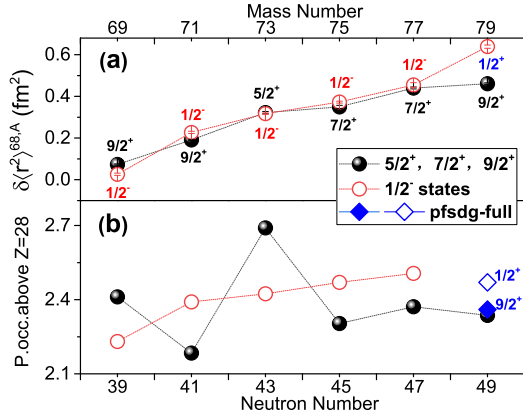 Mass Number
69 71 73 75 77 79
0.6
0.4
0.2
0.0
δ⟨r²⟩⁶⁸,ᴬ (fm²)
(a)
9/2⁺
1/2⁻
1/2⁻
9/2⁺
5/2⁺
1/2⁻
1/2⁻
7/2⁺
1/2⁻
7/2⁺
1/2⁺
9/2⁺
5/2⁺, 7/2⁺, 9/2⁺
1/2⁻ states
pfsdg-full
(b)
2.7
2.4
2.1
P.occ.above Z=28
1/2⁺
9/2⁺
39 41 43 45 47 49
Neutron Number